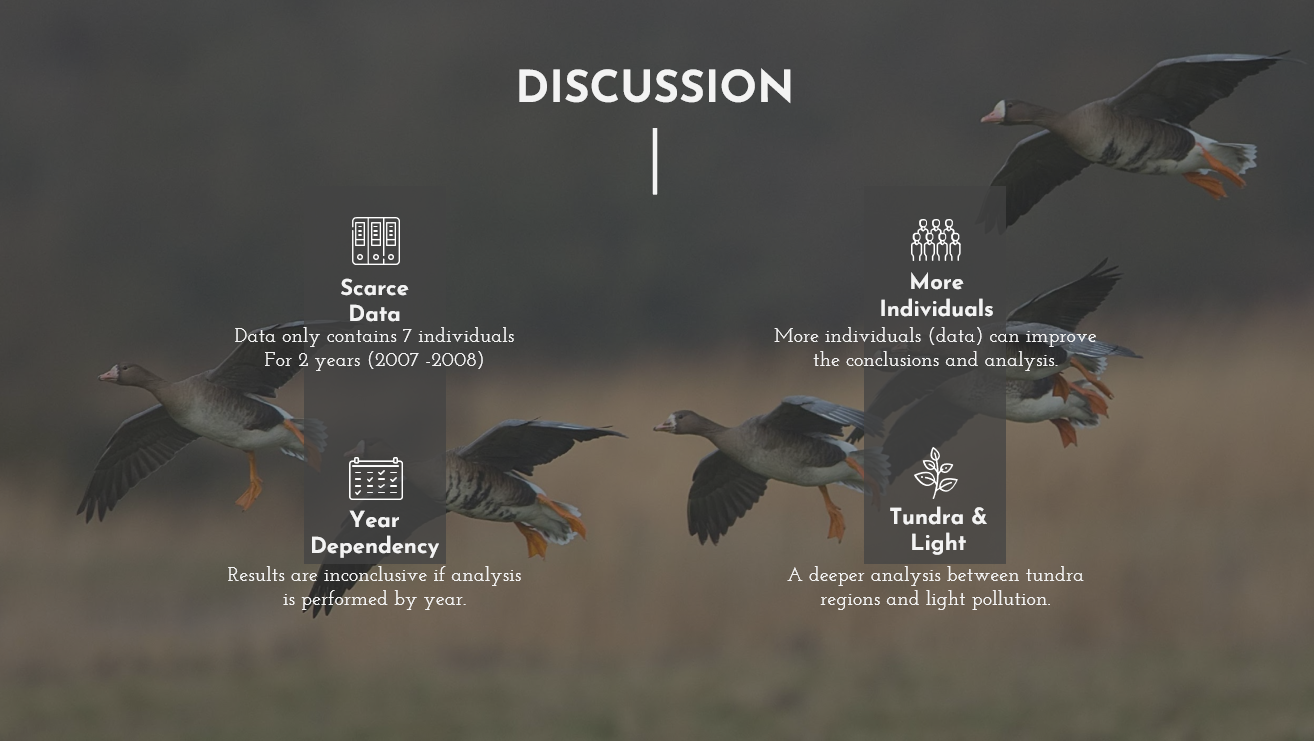 DISCUSSION
Scarce
Data
Data only contains 7 individuals
For 2 years (2007 -2008)
More
Individuals
More individuals (data) can improve
the conclusions and analysis.
Year
Dependency
Results are inconclusive if analysis
is performed by year.
Tundra &
Light
A deeper analysis between tundra
regions and light pollution.